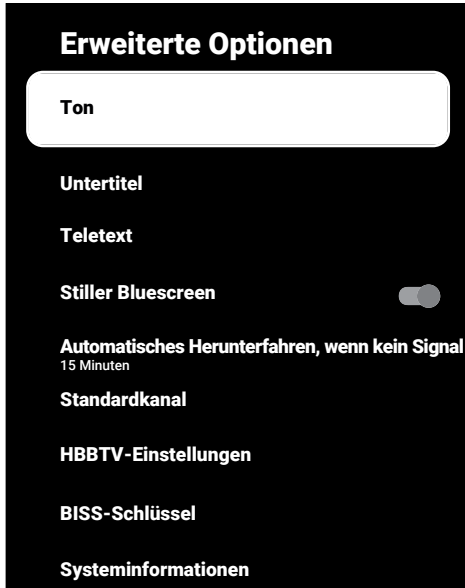 Erweiterte Optionen
Ton
Untertitel
Teletext
Stiller Bluescreen
Automatisches Herunterfahren, wenn kein Signal
15 Minuten
Standardkanal
HBBTV-Einstellungen
BISS-Schlüssel
Systeminformationen